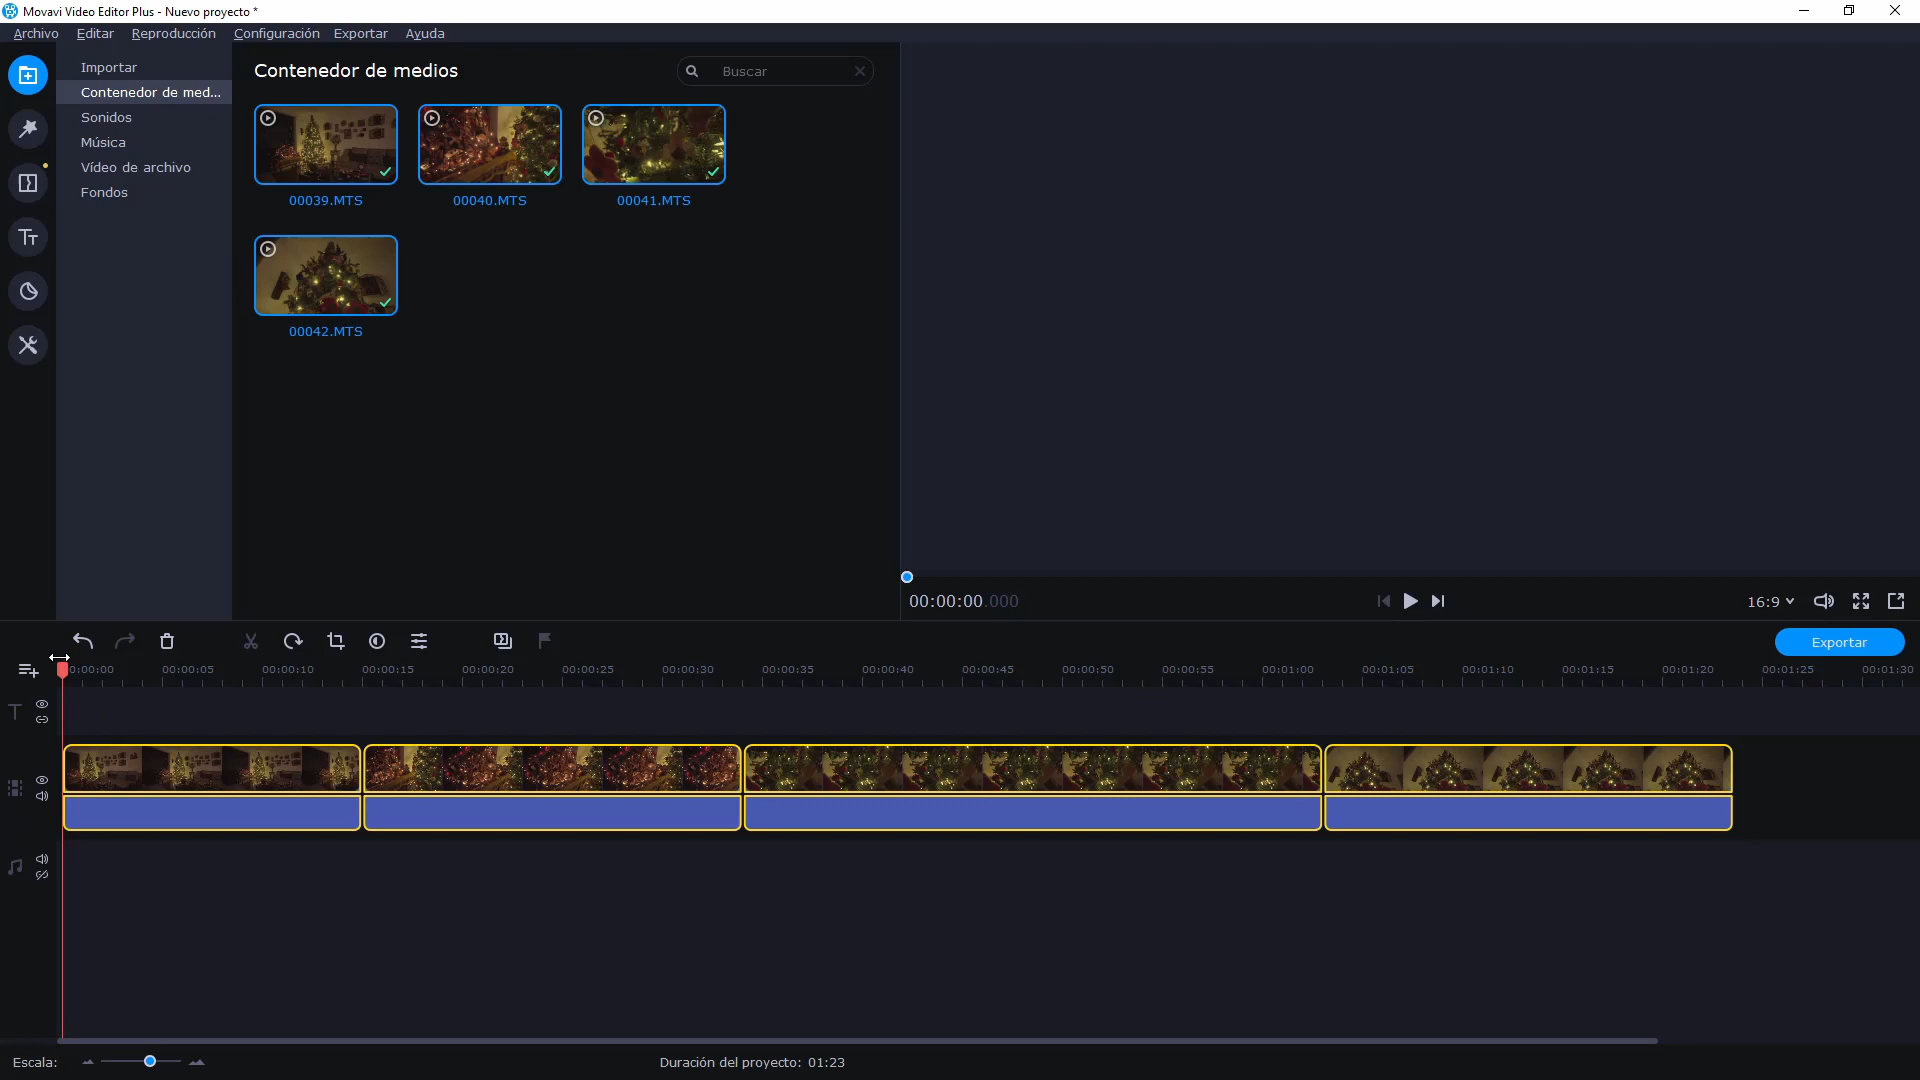 Movavi Video Editor Plus - Nuevo proyecto *
Archivo Editar Reproducción Configuración Exportar Ayuda
Importar
Contenedor de med...
Sonidos
Música
Vídeo de archivo
Fondos
Contenedor de medios
Buscar
00039.MTS 00040.MTS 00041.MTS
00042.MTS
00:00:00.000
16:9
Exportar
0:00:00 00:00:05 00:00:10 00:00:15 00:00:20 00:00:25 00:00:30 00:00:35 00:00:40 00:00:45 00:00:50 00:00:55 00:01:00 00:01:05 00:01:10 00:01:15 00:01:20 00:01:25 00:01:30
Escala:
Duración del proyecto: 01:23